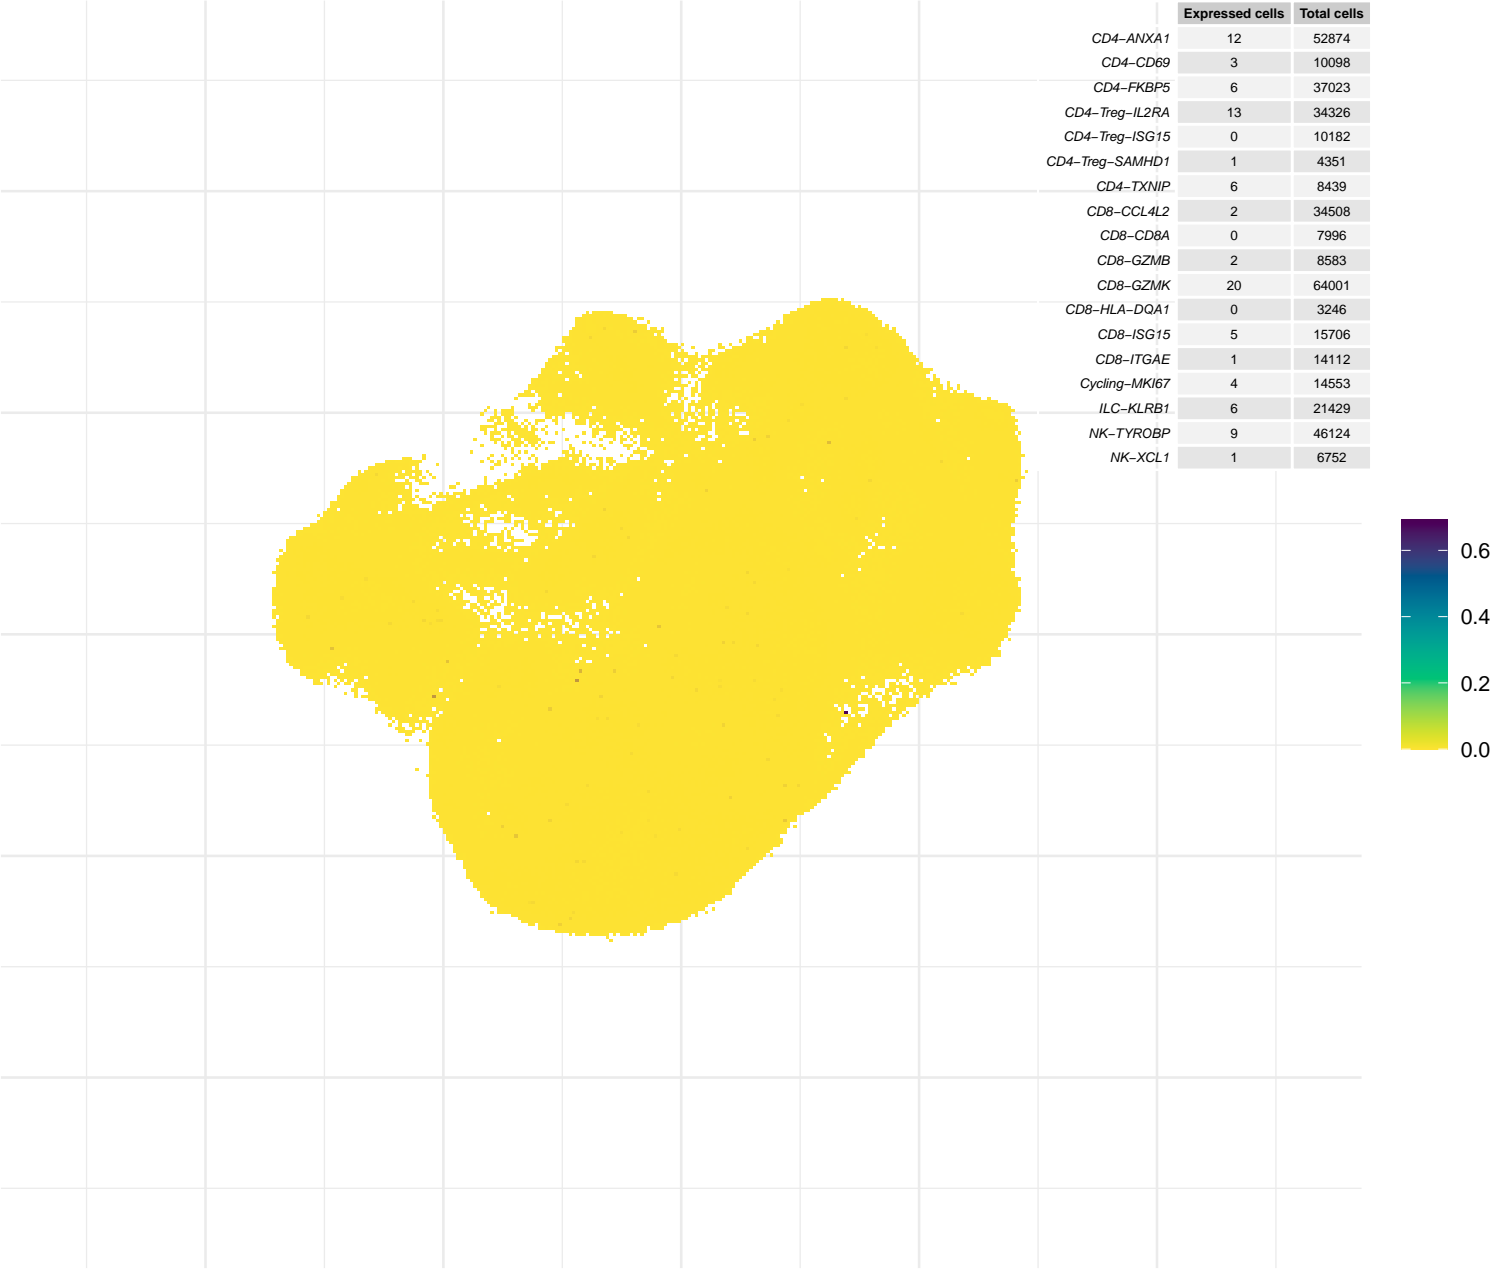 Expressed cells Total cells
CD4−ANXA1 12 52874
CD4−CD69 3 10098
CD4−FKBP5 6 37023
CD4−Treg−IL2RA 13 34326
CD4−Treg−ISG15 0 10182
CD4−Treg−SAMHD1 1 4351
CD4−TXNIP 6 8439
CD8−CCL4L2 2 34508
CD8−CD8A 0 7996
CD8−GZMB 2 8583
CD8−GZMK 20 64001
CD8−HLA−DQA1 0 3246
CD8−ISG15 5 15706
CD8−ITGAE 1 14112
Cycling−MKI67 4 14553
ILC−KLRB1 6 21429
NK−TYROBP 9 46124
NK−XCL1 1 6752
0.6
0.4
0.2
0.0